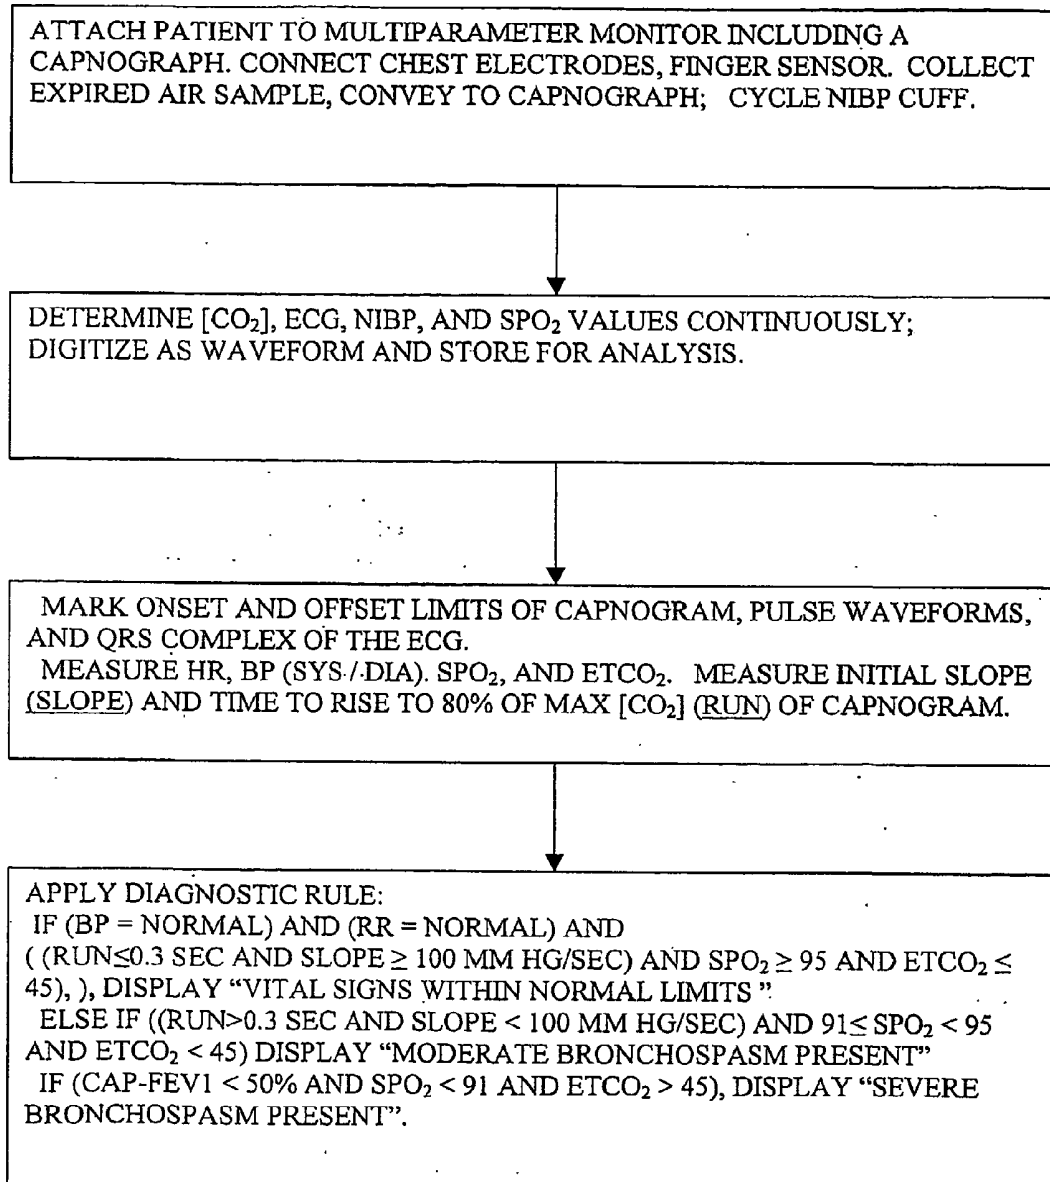 ATTACH PATIENT TO MULTIPARAMETER MONITOR INCLUDING A
CAPNOGRAPH. CONNECT CHEST ELECTRODES, FINGER SENSOR. COLLECT
EXPIRED AIR SAMPLE, CONVEY TO CAPNOGRAPH; CYCLE NIBP CUFF.
DETERMINE [CO₂], ECG, NIBP, AND SPO₂ VALUES CONTINUOUSLY;
DIGITIZE AS WAVEFORM AND STORE FOR ANALYSIS.
MARK ONSET AND OFFSET LIMITS OF CAPNOGRAM, PULSE WAVEFORMS,
AND QRS COMPLEX OF THE ECG.
MEASURE HR, BP (SYS / DIA). SPO₂, AND ETCO₂. MEASURE INITIAL SLOPE
(SLOPE) AND TIME TO RISE TO 80% OF MAX [CO₂] (RUN) OF CAPNOGRAM.
APPLY DIAGNOSTIC RULE:
IF (BP = NORMAL) AND (RR = NORMAL) AND
( (RUN≤0.3 SEC AND SLOPE ≥ 100 MM HG/SEC) AND SPO₂ ≥ 95 AND ETCO₂ ≤
45), ), DISPLAY “VITAL SIGNS WITHIN NORMAL LIMITS ”
ELSE IF ((RUN>0.3 SEC AND SLOPE < 100 MM HG/SEC) AND 91≤ SPO₂ < 95
AND ETCO₂ < 45) DISPLAY “MODERATE BRONCHOSPASM PRESENT”
IF (CAP-FEV1 < 50% AND SPO₂ < 91 AND ETCO₂ > 45), DISPLAY “SEVERE
BRONCHOSPASM PRESENT”.